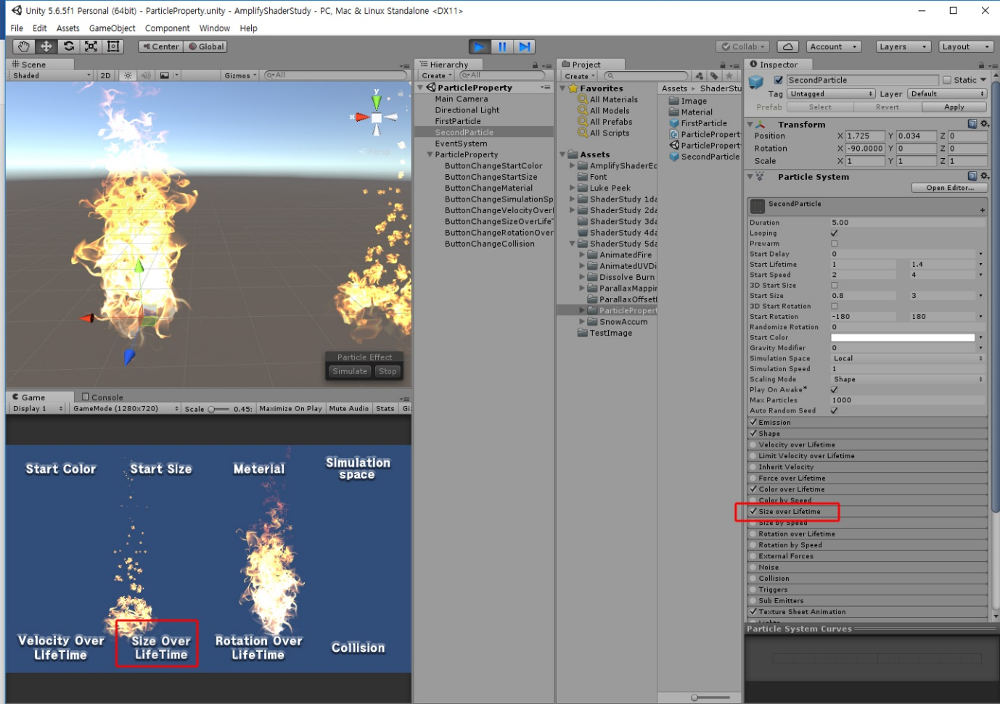 Unity 5.6.5f1 Personal (64bit) - ParticleProperty.unity - AmplifyShaderStudy - PC, Mac & Linux Standalone <DX11>
File Edit Assets GameObject Component Window Help
Center Global Collab Account Layers Layout
Scene
Shaded 2D Gizmos All
y
x
Persp
Particle Effect
Simulate Stop
Game Console
Display 1 GameMode (1280x720) Scale 0.45: Maximize On Play Mute Audio Stats Gi
Start Color
Start Size
Meterial
Simulation
space
Velocity Over
LifeTime
Size Over
LifeTime
Rotation Over
LifeTime
Collision
Hierarchy
Create All
ParticleProperty
Main Camera
Directional Light
FirstParticle
SecondParticle
EventSystem
ParticleProperty
ButtonChangeStartColor
ButtonChangeStartSize
ButtonChangeMaterial
ButtonChangeSimulationSp
ButtonChangeVelocityOver
ButtonChangeSizeOverLife
ButtonChangeRotationOver
ButtonChangeCollision
Project
Create
Favorites
All Materials
All Models
All Prefabs
All Scripts
Assets
AmplifyShaderEd
Font
Luke Peek
ShaderStudy 1da
ShaderStudy 2da
ShaderStudy 3da
ShaderStudy 4da
ShaderStudy 5da
AnimatedFire
AnimatedUVDi
Dissolve Burn
ParallaxMappin
ParallaxOffset
ParticlePropert
SnowAccum
TestImage
Assets ShaderStu
Image
Material
FirstParticle
ParticleProperty
ParticleProperty
SecondParticle
Inspector
SecondParticle Static
Tag Untagged Layer Default
Prefab Select Revert Apply
Transform
Position X 1.725 Y 0.034 Z 0
Rotation X -90.0000 Y 0 Z 0
Scale X 1 Y 1 Z 1
Particle System
Open Editor...
SecondParticle
Duration 5.00
Looping
Prewarm
Start Delay 0
Start Lifetime 1 1.4
Start Speed 2 4
3D Start Size
Start Size 0.8 3
3D Start Rotation
Start Rotation -180 180
Randomize Rotation 0
Start Color
Gravity Modifier 0
Simulation Space Local
Simulation Speed 1
Scaling Mode Shape
Play On Awake*
Max Particles 1000
Auto Random Seed
Emission
Shape
Velocity over Lifetime
Limit Velocity over Lifetime
Inherit Velocity
Force over Lifetime
Color over Lifetime
Color by Speed
Size over Lifetime
Size by Speed
Rotation over Lifetime
Rotation by Speed
External Forces
Noise
Collision
Triggers
Sub Emitters
Texture Sheet Animation
Lights
Particle System Curves